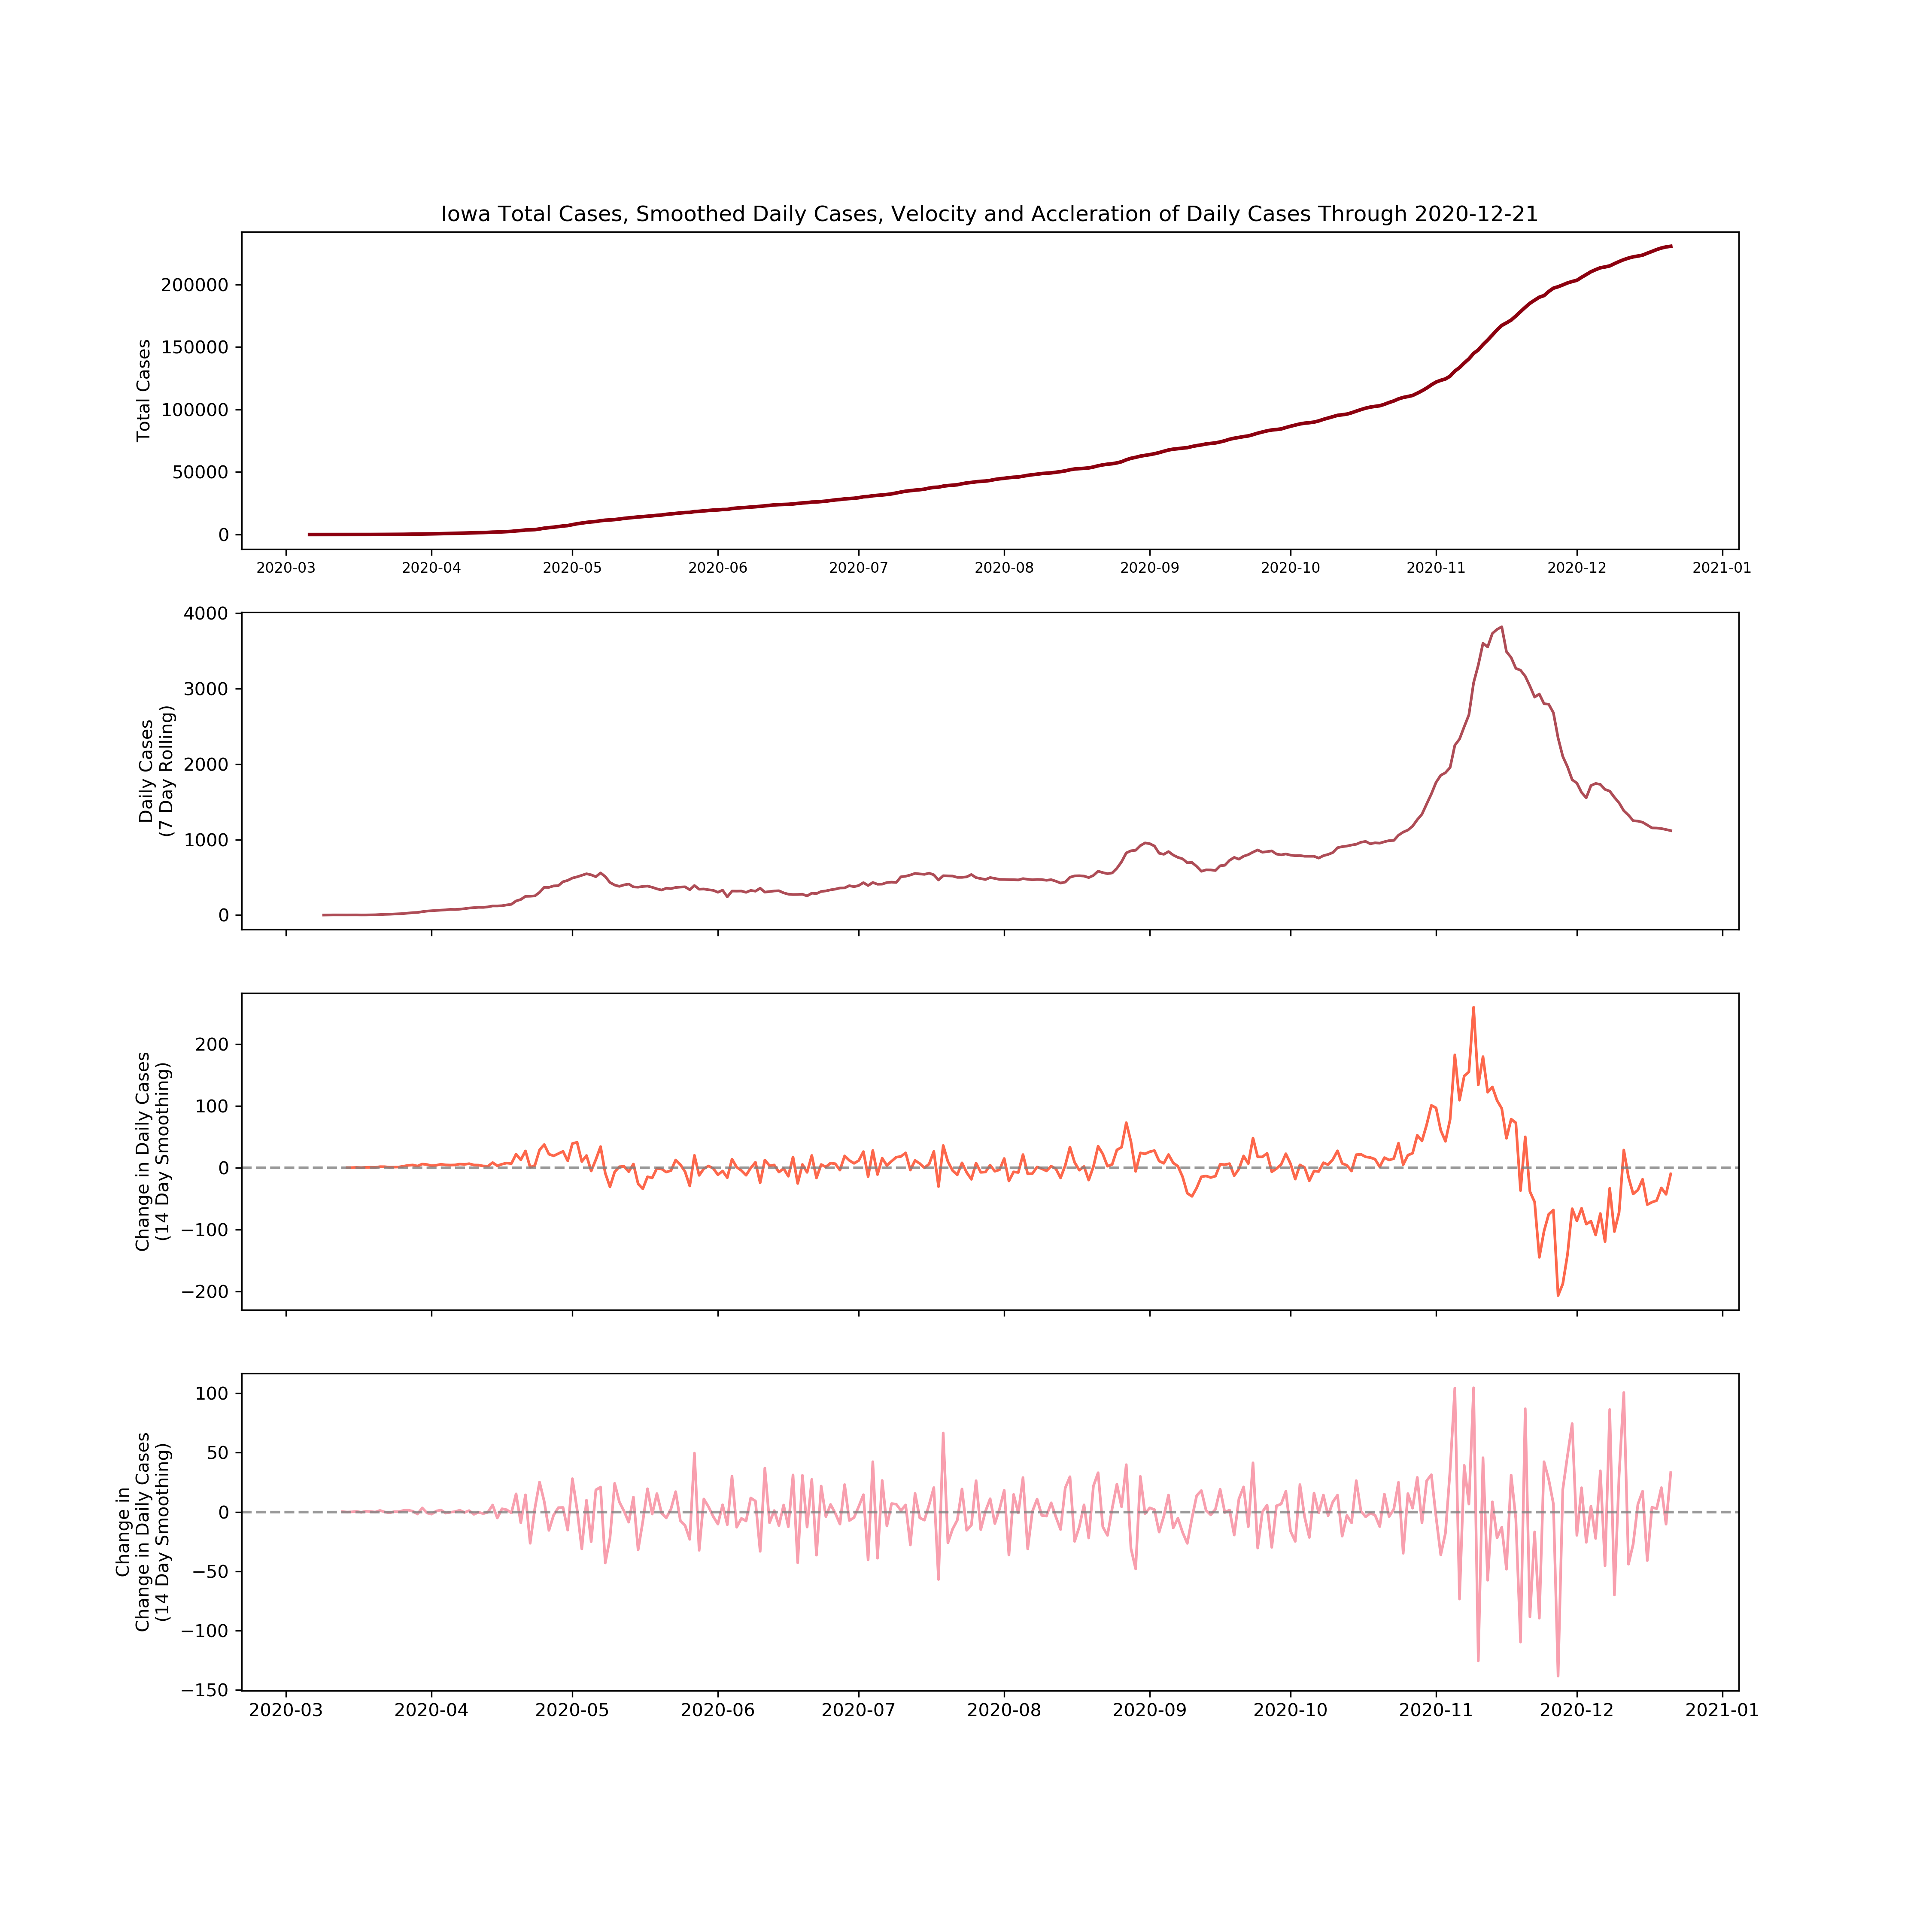 Iowa Total Cases, Smoothed Daily Cases, Velocity and Accleration of Daily Cases Through 2020-12-21
Total Cases
200000
150000
100000
50000
0
2020-03 2020-04 2020-05 2020-06 2020-07 2020-08 2020-09 2020-10 2020-11 2020-12 2021-01
Daily Cases
(7 Day Rolling)
4000
3000
2000
1000
0
Change in Daily Cases
(14 Day Smoothing)
200
100
0
−100
−200
Change in
Change in Daily Cases
(14 Day Smoothing)
100
50
0
−50
−100
−150
2020-03 2020-04 2020-05 2020-06 2020-07 2020-08 2020-09 2020-10 2020-11 2020-12 2021-01